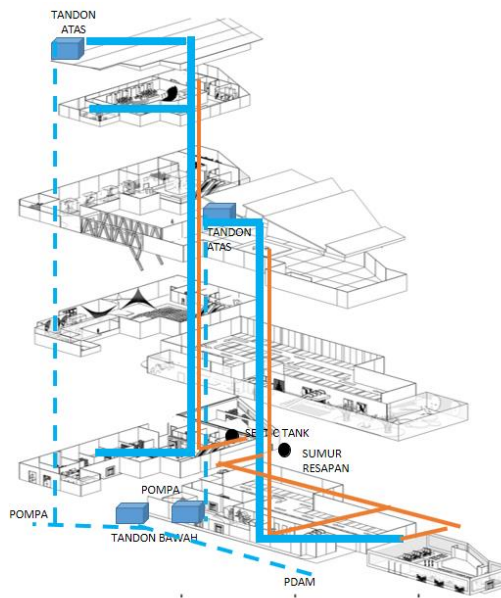 TANDON
ATAS
TANDON
ATAS
SEPTIC TANK
SUMUR
RESAPAN
POMPA
POMPA
TANDON BAWAH
PDAM